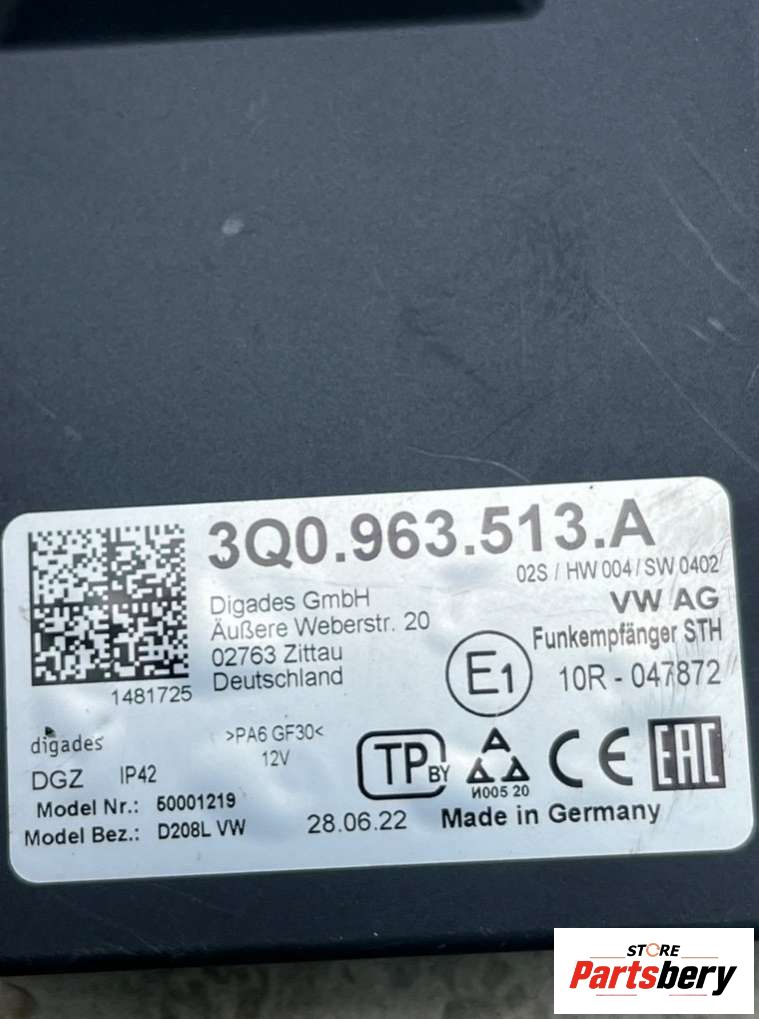 3Q0.963.513.A
02S / HW 004 / SW 0402
Digades GmbH
Äußere Weberstr. 20
02763 Zittau
Deutschland
VW AG
Funkempfänger STH
E1
10R - 047872
1481725
digades
>PA6 GF30<
12V
DGZ IP42
TP BY
И005 20
CE
EAC
Model Nr.: 50001219
Model Bez.: D208L VW
28.06.22
Made in Germany
STORE
Partsbery